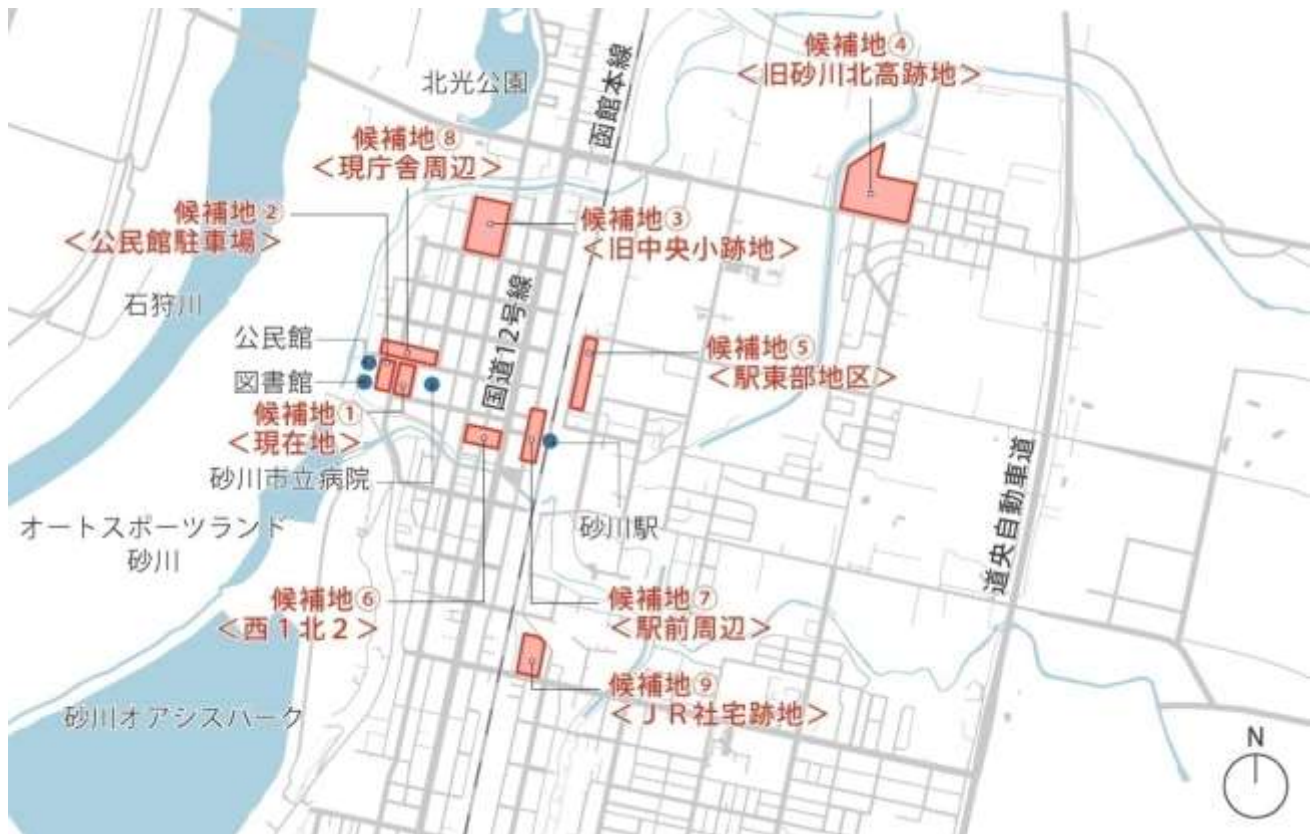 候補地④
＜旧砂川北高跡地＞
北光公園
函館本線
候補地⑧
＜現庁舎周辺＞
候補地②
＜公民館駐車場＞
候補地③
＜旧中央小跡地＞
石狩川
国道12号線
公民館
図書館
候補地⑤
＜駅東部地区＞
候補地①
＜現在地＞
砂川市立病院
オートスポーツランド
砂川
砂川駅
道央自動車道
候補地⑥
＜西１北２＞
候補地⑦
＜駅前周辺＞
候補地⑨
＜ＪＲ社宅跡地＞
砂川オアシスパーク
N